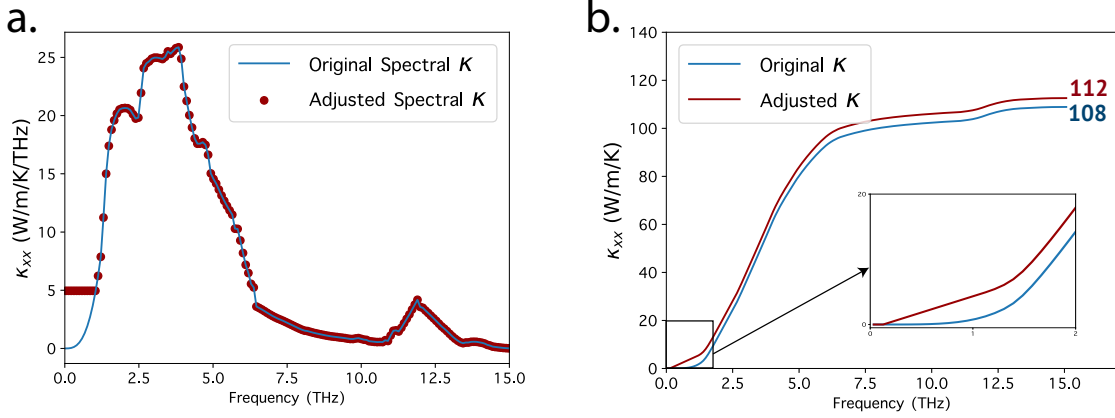 a.
κxx (W/m/K/THz)
25
20
15
10
5
0
0.0 2.5 5.0 7.5 10.0 12.5 15.0
Frequency (THz)
Original Spectral K
Adjusted Spectral K
b.
κxx (W/m/K)
140
120
100
80
60
40
20
0
0.0 2.5 5.0 7.5 10.0 12.5 15.0
Frequency (THz)
Original K
Adjusted K
112
108
20
0
0 1 2